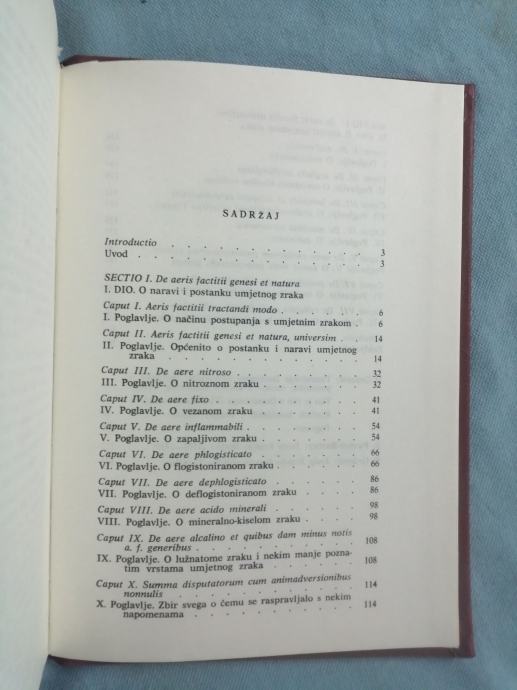 SADRŽAJ
Introductio . . . . . . . . . . . 3
Uvod . . . . . . . . . . . . . 3
SECTIO I. De aeris factitii genesi et natura
I. DIO. O naravi i postanku umjetnog zraka
Caput I. Aeris factitii tractandi modo . . . . . 6
I. Poglavlje. O načinu postupanja s umjetnim zrakom . 6
Caput II. Aeris factitii genesi et natura, universim . . 14
II. Poglavlje. Općenito o postanku i naravi umjetnog
zraka . . . . . . . . . . . . 14
Caput III. De aere nitroso . . . . . . . . 32
III. Poglavlje. O nitroznom zraku . . . . . . 32
Caput IV. De aere fixo . . . . . . . . . 41
IV. Poglavlje. O vezanom zraku . . . . . . . 41
Caput V. De aere inflammabili . . . . . . . 54
V. Poglavlje. O zapaljivom zraku . . . . . . 54
Caput VI. De aere phlogisticato . . . . . . 66
VI. Poglavlje. O flogistoniranom zraku . . . . . 66
Caput VII. De aere dephlogisticato . . . . . 86
VII. Poglavlje. O deflogistoniranom zraku . . . . 86
Caput VIII. De aere acido minerali . . . . . 98
VIII. Poglavlje. O mineralno-kiselom zraku . . . . 98
Caput IX. De aere alcalino et quibus dam minus notis
a. f. generibus . . . . . . . . . . 108
IX. Poglavlje. O lužnatome zraku i nekim manje pozna-
tim vrstama umjetnog zraka . . . . . . 108
Caput X. Summa disputatorum cum animadversionibus
nonnulis . . . . . . . . . . . 114
X. Poglavlje. Zbir svega o čemu se raspravljalo s nekim
napomenama . . . . . . . . . . 114